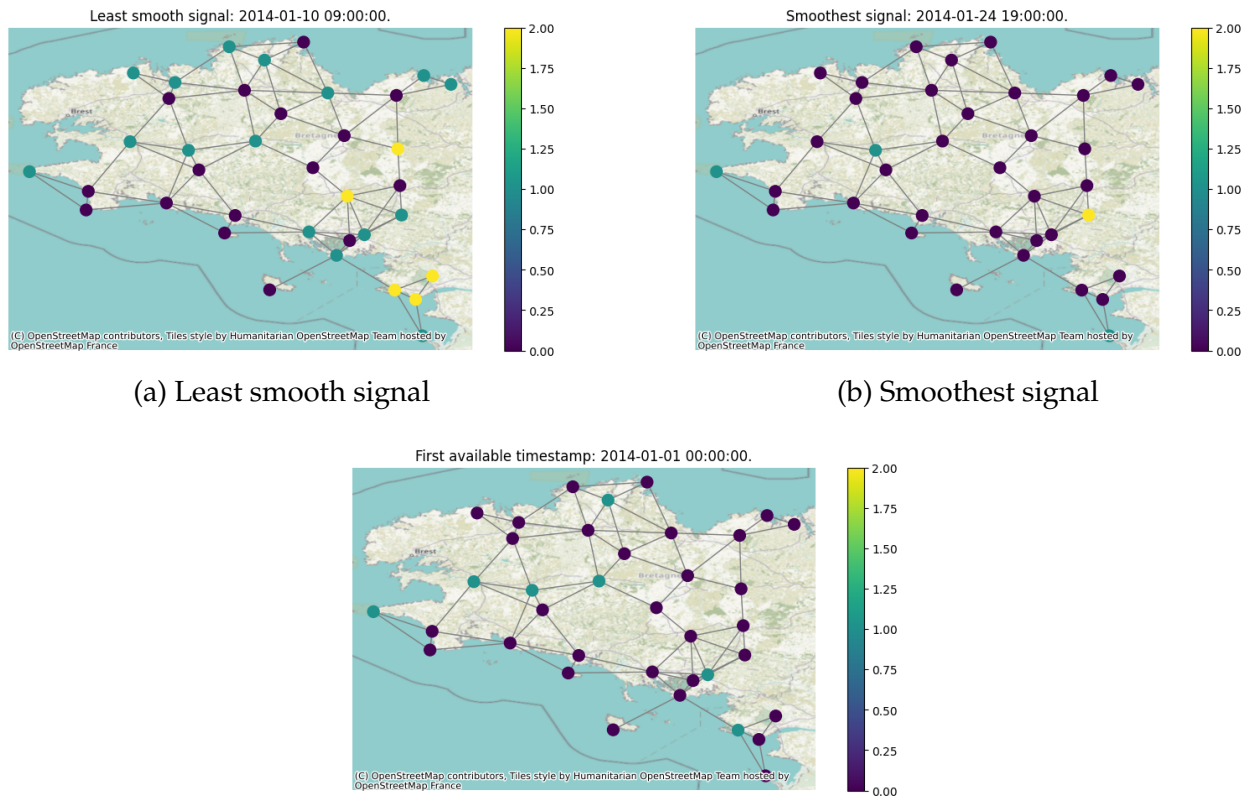 Least smooth signal: 2014-01-10 09:00:00.
2.00
1.75
1.50
1.25
1.00
0.75
0.50
0.25
0.00
Brest
Bretagne
(C) OpenStreetMap contributors, Tiles style by Humanitarian OpenStreetMap Team hosted by
OpenStreetMap France
(a) Least smooth signal
Smoothest signal: 2014-01-24 19:00:00.
2.00
1.75
1.50
1.25
1.00
0.75
0.50
0.25
0.00
Brest
Bretagne
(C) OpenStreetMap contributors, Tiles style by Humanitarian OpenStreetMap Team hosted by
OpenStreetMap France
(b) Smoothest signal
First available timestamp: 2014-01-01 00:00:00.
2.00
1.75
1.50
1.25
1.00
0.75
0.50
0.25
0.00
Brest
Bretagne
(C) OpenStreetMap contributors, Tiles style by Humanitarian OpenStreetMap Team hosted by
OpenStreetMap France